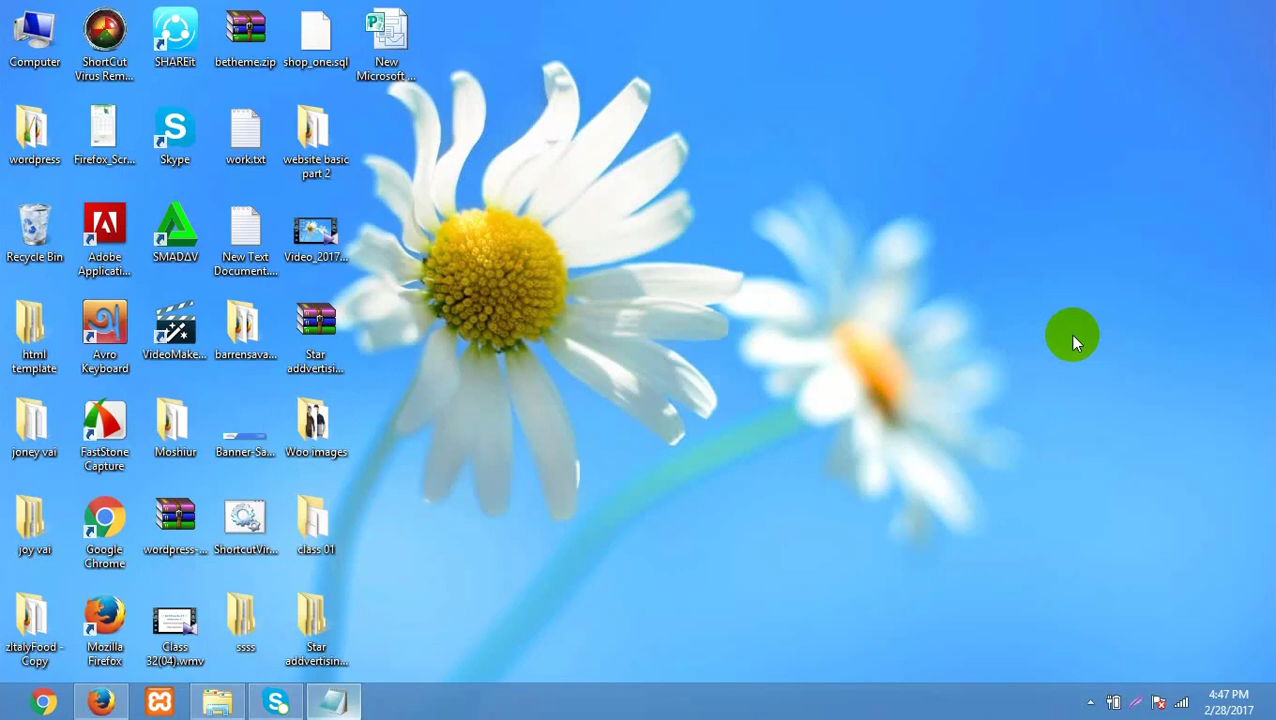 Computer
ShortCut
Virus Rem...
SHAREit
betheme.zip
shop_one.sql
New
Microsoft ...
wordpress
Firefox_Scr...
Skype
work.txt
website basic
part 2
Recycle Bin
Adobe
Applicati...
SMADΔV
New Text
Document....
Video_2017...
html
template
Avro
Keyboard
VideoMake...
barrensava...
Star
addvertisi...
joney vai
FastStone
Capture
Moshiur
Banner-Sa...
Woo images
joy vai
Google
Chrome
wordpress-...
ShortcutVir...
class 01
zItalyFood -
Copy
Mozilla
Firefox
Class
32(04).wmv
ssss
Star
addvertisin...
4:47 PM
2/28/2017